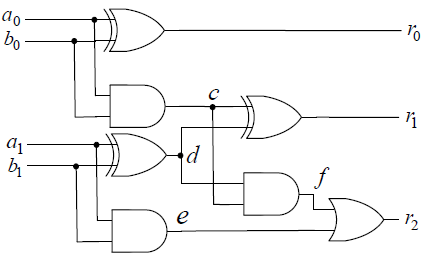 a₀
b₀
r₀
c
r₁
a₁
b₁
d
f
e
r₂